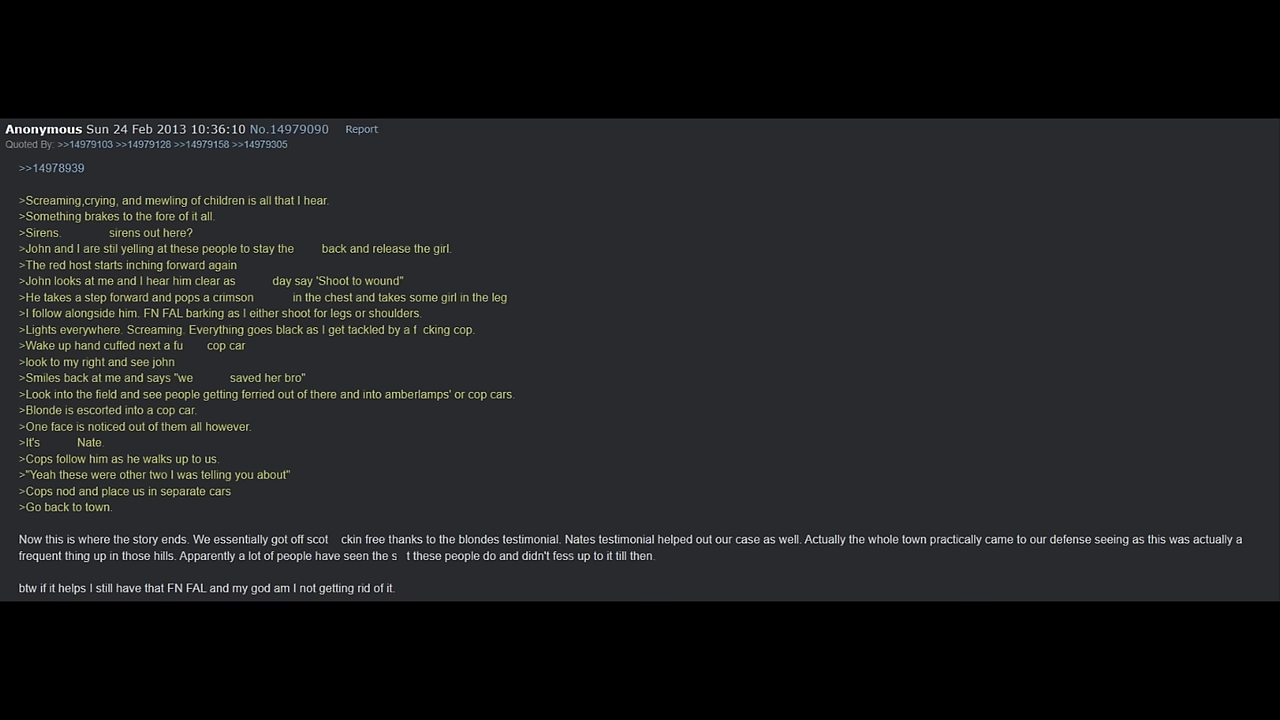 Anonymous Sun 24 Feb 2013 10:36:10 No.14979090 Report
Quoted By: >>14979103 >>14979128 >>14979158 >>14979305
>>14978939
>Screaming,crying, and mewling of children is all that I hear.
>Something brakes to the fore of it all.
>Sirens. sirens out here?
>John and I are stil yelling at these people to stay the back and release the girl.
>The red host starts inching forward again
>John looks at me and I hear him clear as day say 'Shoot to wound"
>He takes a step forward and pops a crimson in the chest and takes some girl in the leg
>I follow alongside him. FN FAL barking as I either shoot for legs or shoulders.
>Lights everywhere. Screaming. Everything goes black as I get tackled by a f cking cop.
>Wake up hand cuffed next a fu cop car
>look to my right and see john
>Smiles back at me and says "we saved her bro"
>Look into the field and see people getting ferried out of there and into amberlamps' or cop cars.
>Blonde is escorted into a cop car.
>One face is noticed out of them all however.
>It's Nate.
>Cops follow him as he walks up to us.
>"Yeah these were other two I was telling you about"
>Cops nod and place us in separate cars
>Go back to town.
Now this is where the story ends. We essentially got off scot ckin free thanks to the blondes testimonial. Nates testimonial helped out our case as well. Actually the whole town practically came to our defense seeing as this was actually a
frequent thing up in those hills. Apparently a lot of people have seen the s t these people do and didn't fess up to it till then.
btw if it helps I still have that FN FAL and my god am I not getting rid of it.